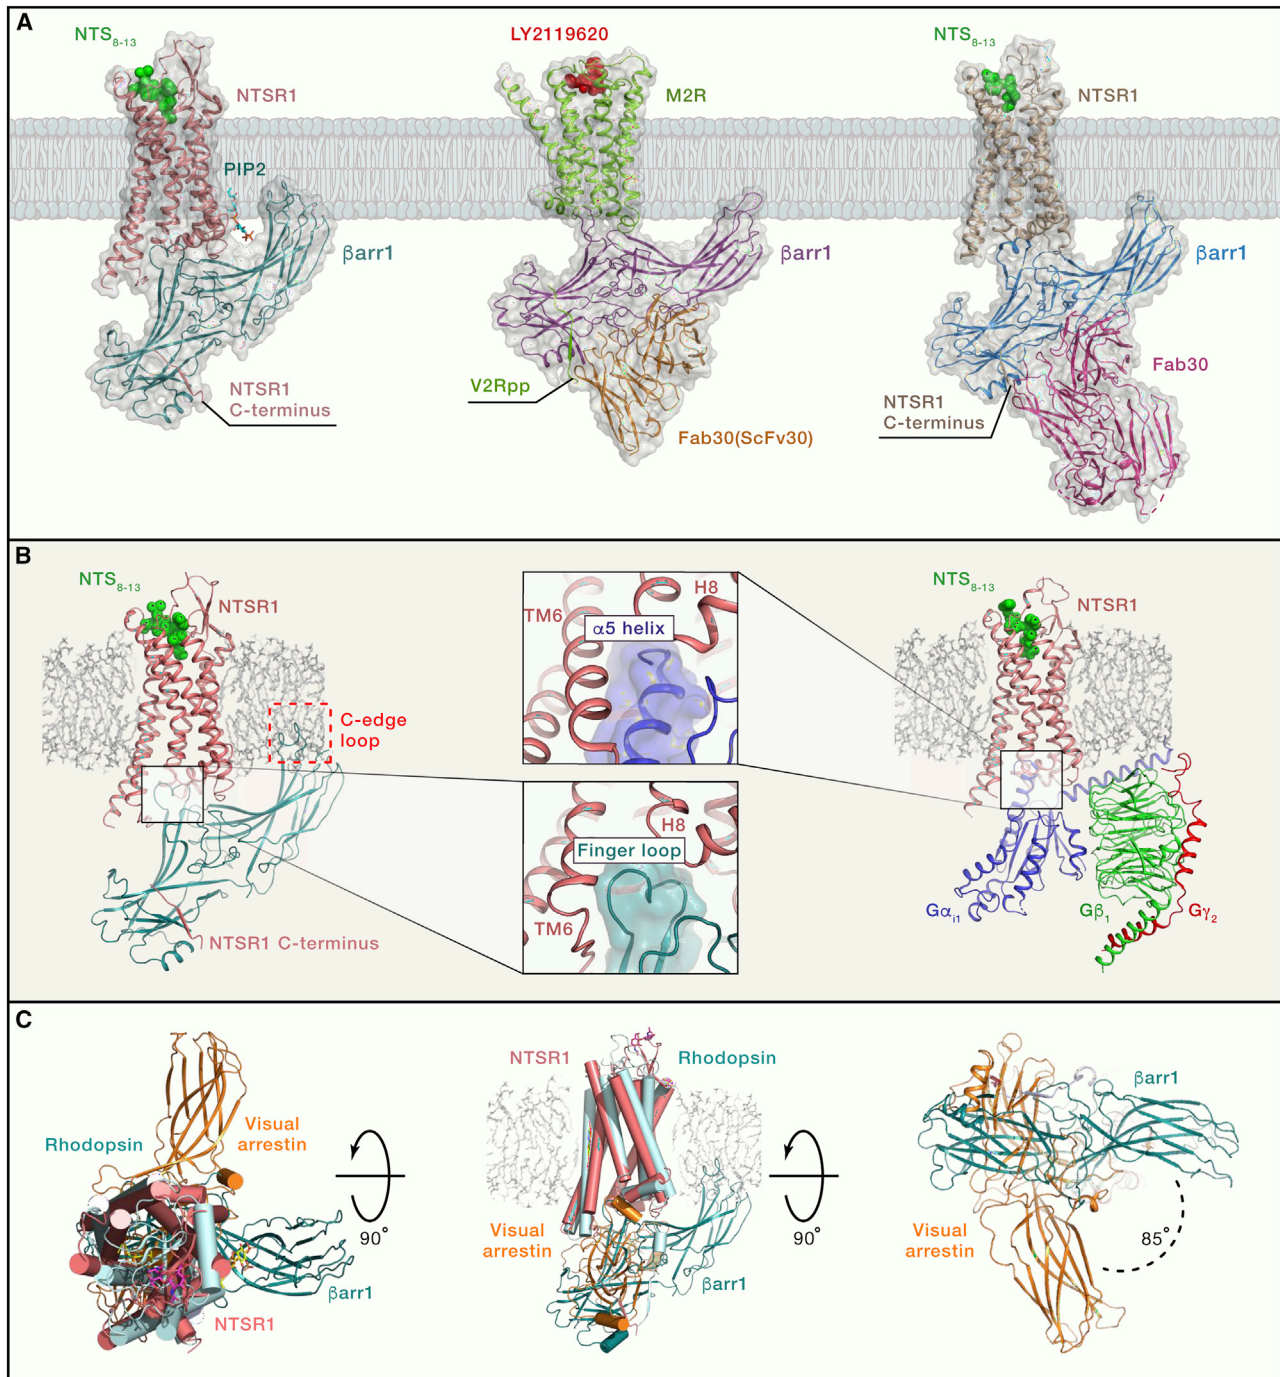 A
NTS8-13
NTSR1
PIP2
βarr1
NTSR1
C-terminus
LY2119620
M2R
βarr1
V2Rpp
Fab30(ScFv30)
NTS8-13
NTSR1
βarr1
Fab30
NTSR1
C-terminus
B
NTS8-13
NTSR1
C-edge
loop
NTSR1 C-terminus
TM6
H8
α5 helix
H8
Finger loop
TM6
NTS8-13
NTSR1
Gαi1
Gβ1
Gγ2
C
Rhodopsin
Visual
arrestin
βarr1
NTSR1
90°
NTSR1
Rhodopsin
Visual
arrestin
βarr1
90°
βarr1
Visual
arrestin
85°